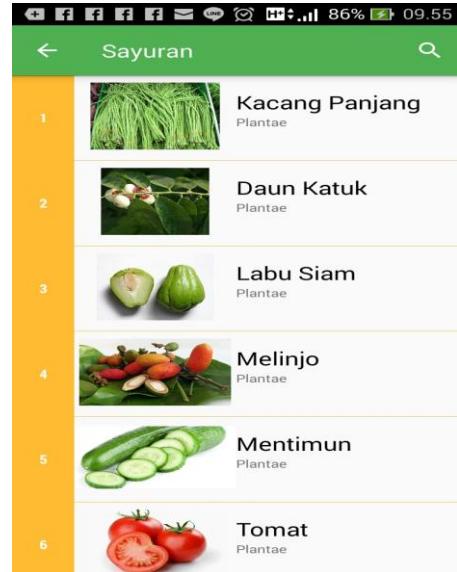 86% 09.55
Sayuran
1
Kacang Panjang
Plantae
2
Daun Katuk
Plantae
3
Labu Siam
Plantae
4
Melinjo
Plantae
5
Mentimun
Plantae
6
Tomat
Plantae